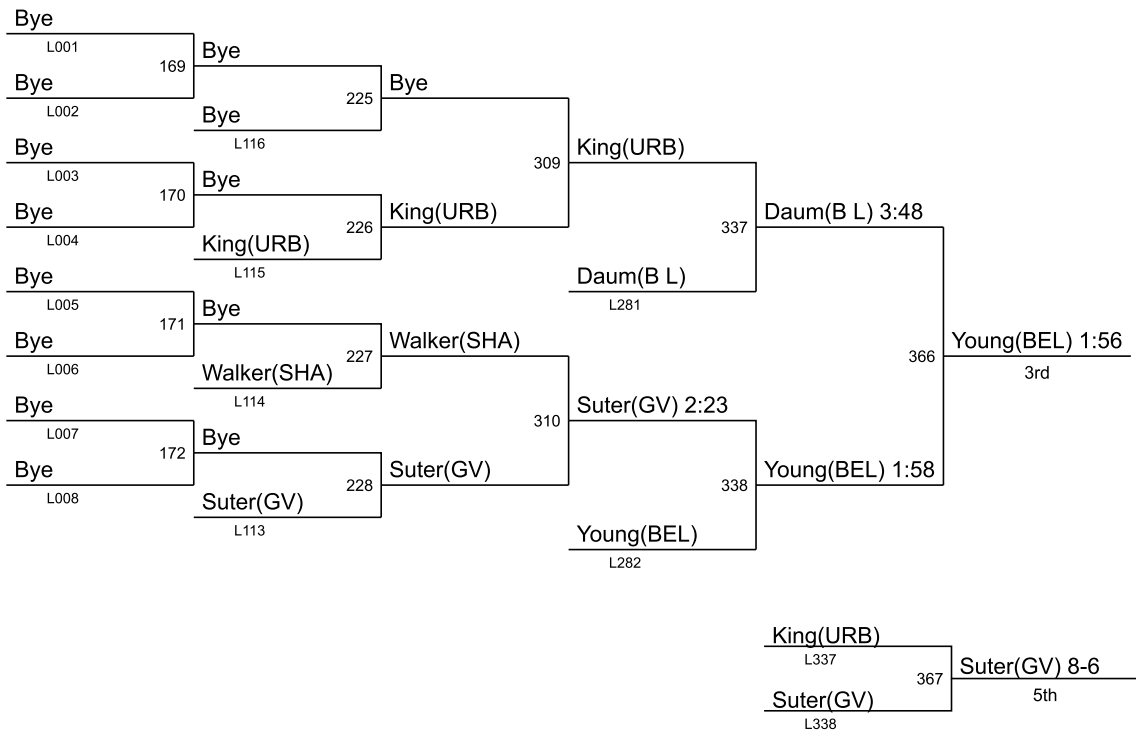 Bye
L001
169
Bye
L002
Bye
225
Bye
L116
Bye
Bye
L003
170
Bye
L004
Bye
226
King(URB)
L115
King(URB)
309
King(URB)
337
Daum(B L)
L281
Daum(B L) 3:48
Bye
L005
171
Bye
L006
Bye
227
Walker(SHA)
L114
Walker(SHA)
Bye
L007
172
Bye
L008
Bye
228
Suter(GV)
L113
Suter(GV)
310
Suter(GV) 2:23
338
Young(BEL)
L282
Young(BEL) 1:58
366
Young(BEL) 1:56
3rd
King(URB)
L337
367
Suter(GV)
L338
Suter(GV) 8-6
5th